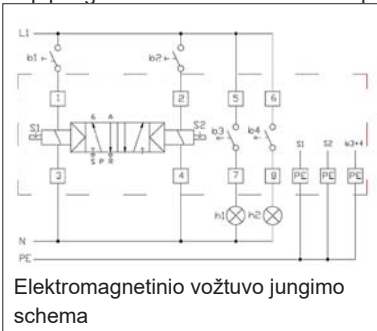 L1
b1 b2
1 2 5 6
S1 B A S2 b3 b4
S P R S1 S2 b3+4
3 4 7 8 PE PE PE
h1 h2
N
PE
Elektromagnetinio vožtuvo jungimo
schema